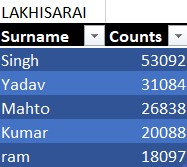 LAKHISARAI
Surname Counts
Singh 53092
Yadav 31084
Mahto 26838
Kumar 20088
ram 18097